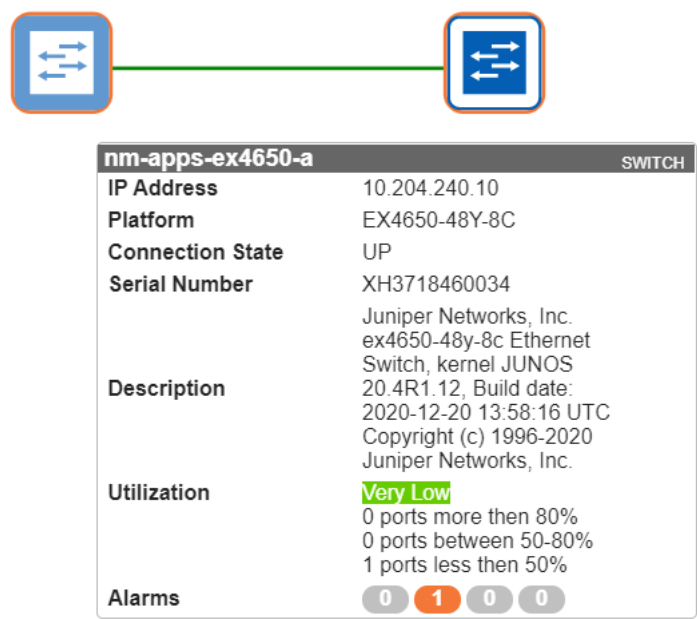 nm-apps-ex4650-a SWITCH
IP Address 10.204.240.10
Platform EX4650-48Y-8C
Connection State UP
Serial Number XH3718460034
Juniper Networks, Inc.
ex4650-48y-8c Ethernet
Switch, kernel JUNOS
Description 20.4R1.12, Build date:
2020-12-20 13:58:16 UTC
Copyright (c) 1996-2020
Juniper Networks, Inc.
Utilization Very Low
0 ports more then 80%
0 ports between 50-80%
1 ports less then 50%
Alarms 0 1 0 0